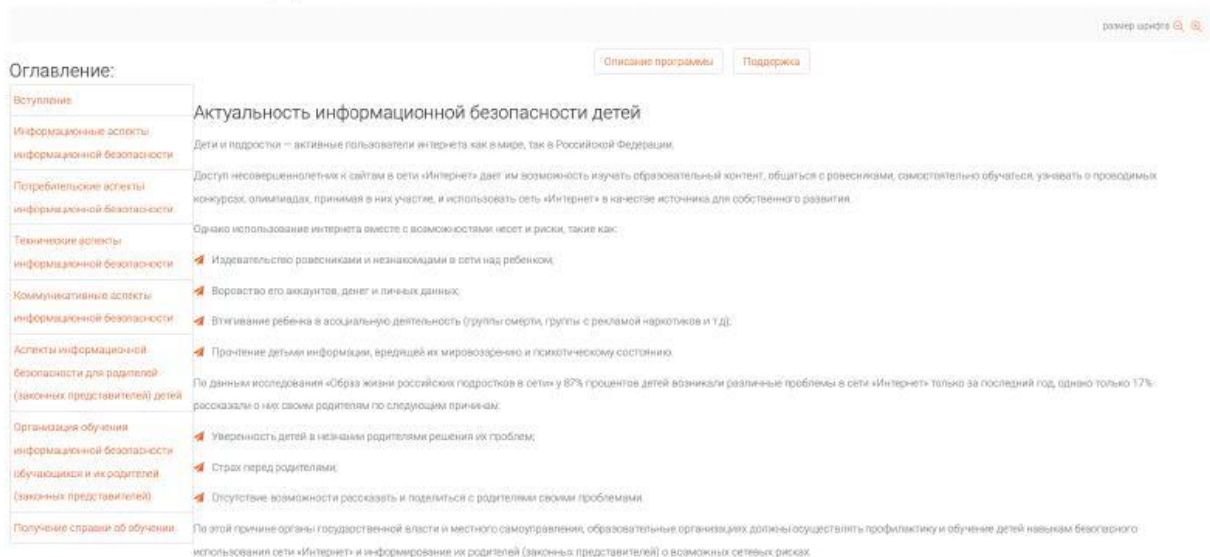 размер шрифта
Описание программы
Поддержка
Оглавление:
Вступление
Информационные аспекты
информационной безопасности
Потребительские аспекты
информационной безопасности
Технические аспекты
информационной безопасности
Коммуникативные аспекты
информационной безопасности
Аспекты информационной
безопасности для родителей
(законных представителей) детей
Организация обучения
информационной безопасности
обучающихся и их родителей
(законных представителей)
Получение справки об обучении
Актуальность информационной безопасности детей
Дети и подростки — активные пользователи интернета как в мире, так в Российской Федерации.
Доступ несовершеннолетних к сайтам в сети «Интернет» дает им возможность изучать образовательный контент, общаться с ровесниками, самостоятельно обучаться, узнавать о проводимых
конкурсах, олимпиадах, принимая в них участие, и использовать сеть «Интернет» в качестве источника для собственного развития.
Однако использование интернета вместе с возможностями несет и риски, такие как:
Издевательство ровесниками и незнакомцами в сети над ребенком;
Воровство его аккаунтов, денег и личных данных;
Втягивание ребенка в асоциальную деятельность (группы смерти, группы с рекламой наркотиков и т.д);
Прочтение детьми информации, вредящей их мировоззрению и психотическому состоянию.
По данным исследования «Образ жизни российских подростков в сети» у 87% процентов детей возникали различные проблемы в сети «Интернет» только за последний год, однако только 17%
рассказали о них своим родителям по следующим причинам:
Уверенность детей в незнании родителями решения их проблем;
Страх перед родителями;
Отсутствие возможности рассказать и поделиться с родителями своими проблемами.
По этой причине органы государственной власти и местного самоуправления, образовательные организациях должны осуществлять профилактику и обучение детей навыкам безопасного
использования сети «Интернет» и информирование их родителей (законных представителей) о возможных сетевых рисках.